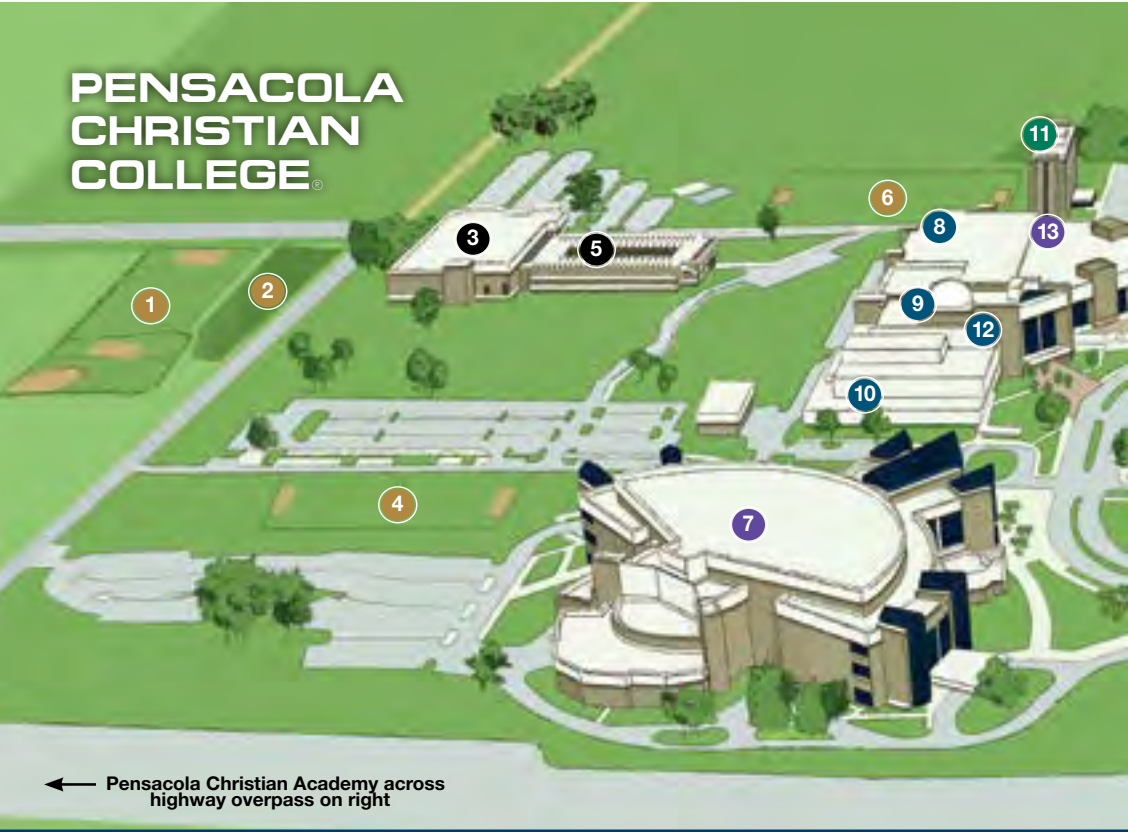 PENSACOLA
CHRISTIAN
COLLEGE®
11
6
8
13
3
5
2
1
9
12
10
4
7
Pensacola Christian Academy across
highway overpass on right